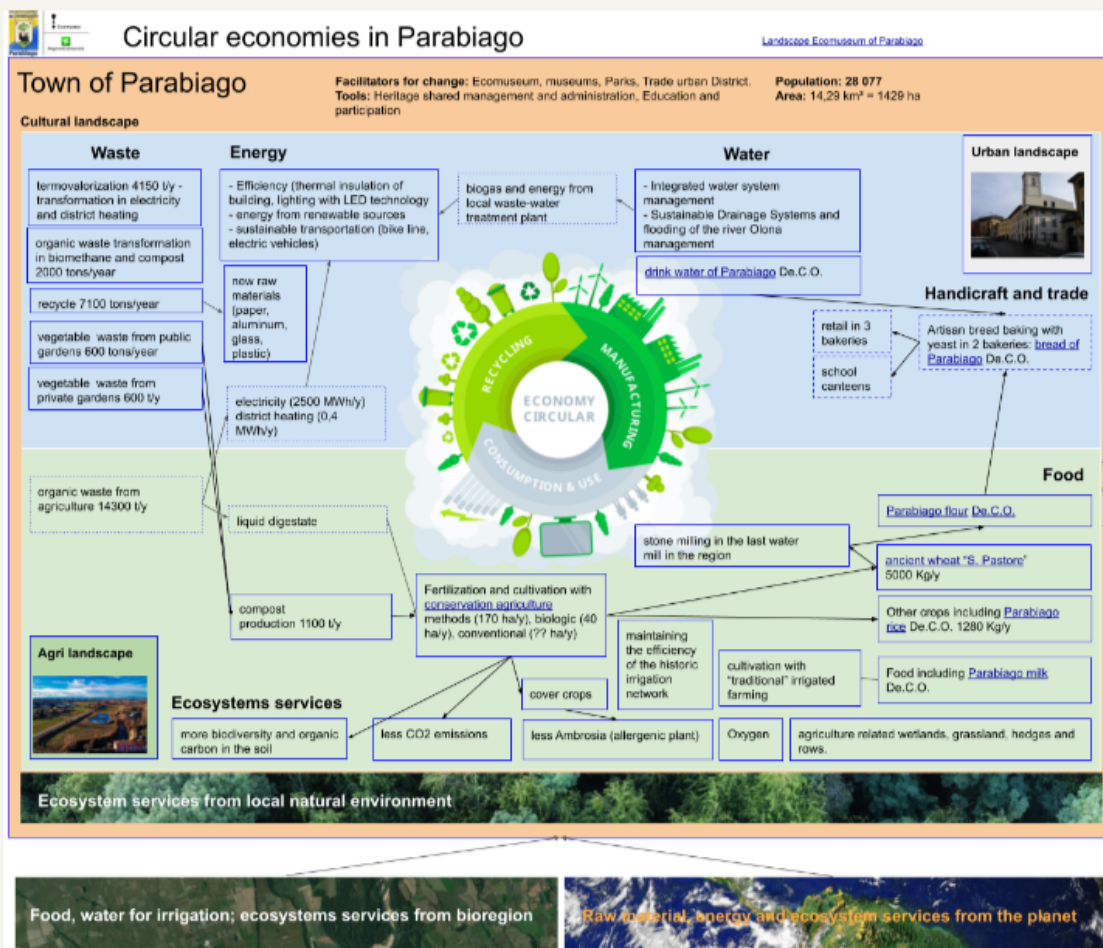 Circular economies in Parabiago
Landscape Ecomuseum of Parabiago
Town of Parabiago
Facilitators for change: Ecomuseum, museums, Parks, Trade urban District.
Tools: Heritage shared management and administration, Education and
participation
Population: 28 077
Area: 14,29 km² = 1429 ha
Cultural landscape
Waste
Energy
Water
Urban landscape
termovalorization 4150 t/y -
transformation in electricity
and district heating
organic waste transformation
in biomethane and compost
2000 tons/year
recycle 7100 tons/year
vegetable waste from public
gardens 600 tons/year
vegetable waste from
private gardens 600 t/y
- Efficiency (thermal insulation of
building, lighting with LED technology
- energy from renewable sources
- sustainable transportation (bike line,
electric vehicles)
new raw
materials
(paper,
aluminum,
glass,
plastic)
electricity (2500 MWh/y)
district heating (0,4
MWh/y)
biogas and energy from
local waste-water
treatment plant
- Integrated water system
management
- Sustainable Drainage Systems and
flooding of the river Olona
management
drink water of Parabiago De.C.O.
Handicraft and trade
retail in 3
bakeries
school
canteens
Artisan bread baking with
yeast in 2 bakeries: bread of
Parabiago De.C.O.
RECYCLING
MANUFACTURING
CONSUMPTION & USE
ECONOMY
CIRCULAR
Food
organic waste from
agriculture 14300 t/y
liquid digestate
compost
production 1100 t/y
Fertilization and cultivation with
conservation agriculture
methods (170 ha/y), biologic (40
ha/y), conventional (?? ha/y)
stone milling in the last water
mill in the region
Parabiago flour De.C.O.
ancient wheat "S. Pastore"
5000 Kg/y
Other crops including Parabiago
rice De.C.O. 1280 Kg/y
Food including Parabiago milk
De.C.O.
maintaining
the efficiency
of the historic
irrigation
network
cultivation with
"traditional" irrigated
farming
Agri landscape
Ecosystems services
cover crops
more biodiversity and organic
carbon in the soil
less CO2 emissions
less Ambrosia (allergenic plant)
Oxygen
agriculture related wetlands, grassland, hedges and
rows.
Ecosystem services from local natural environment
Food, water for irrigation; ecosystems services from bioregion
Raw material, energy and ecosystem services from the planet